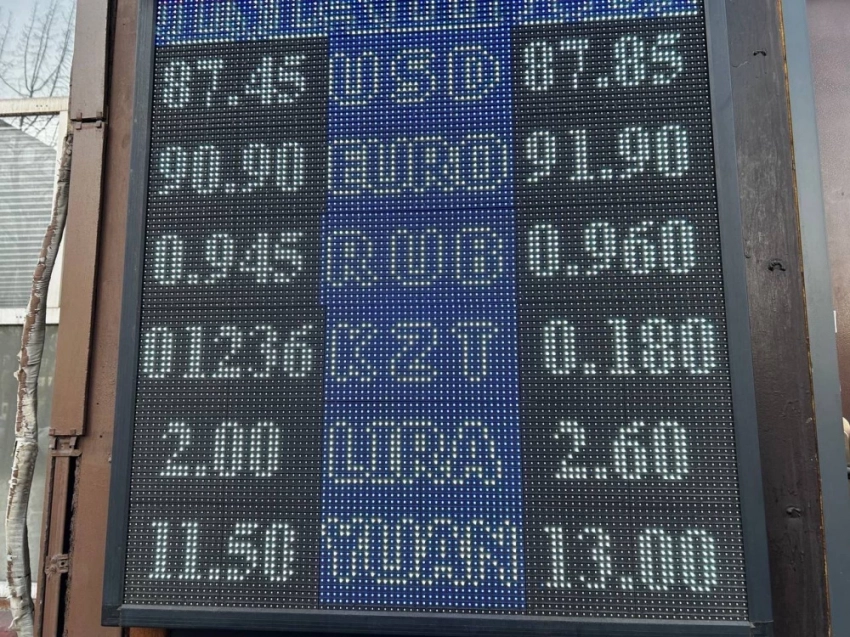 87.45 USD 87.85
90.90 EURO 91.90
0.945 RUB 0.960
01236 KZT 0.180
2.00 LIRA 2.60
11.50 YUAN 13.00